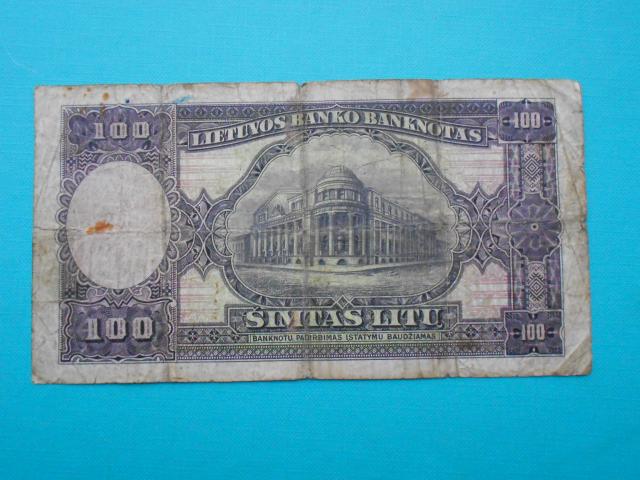 100
100
LIETUVOS BANKO BANKNOTAS
ŠIMTAS LITŲ
BANKNOTŲ PADIRBIMAS ĮSTATYMU BAUDŽIAMAS
100
100